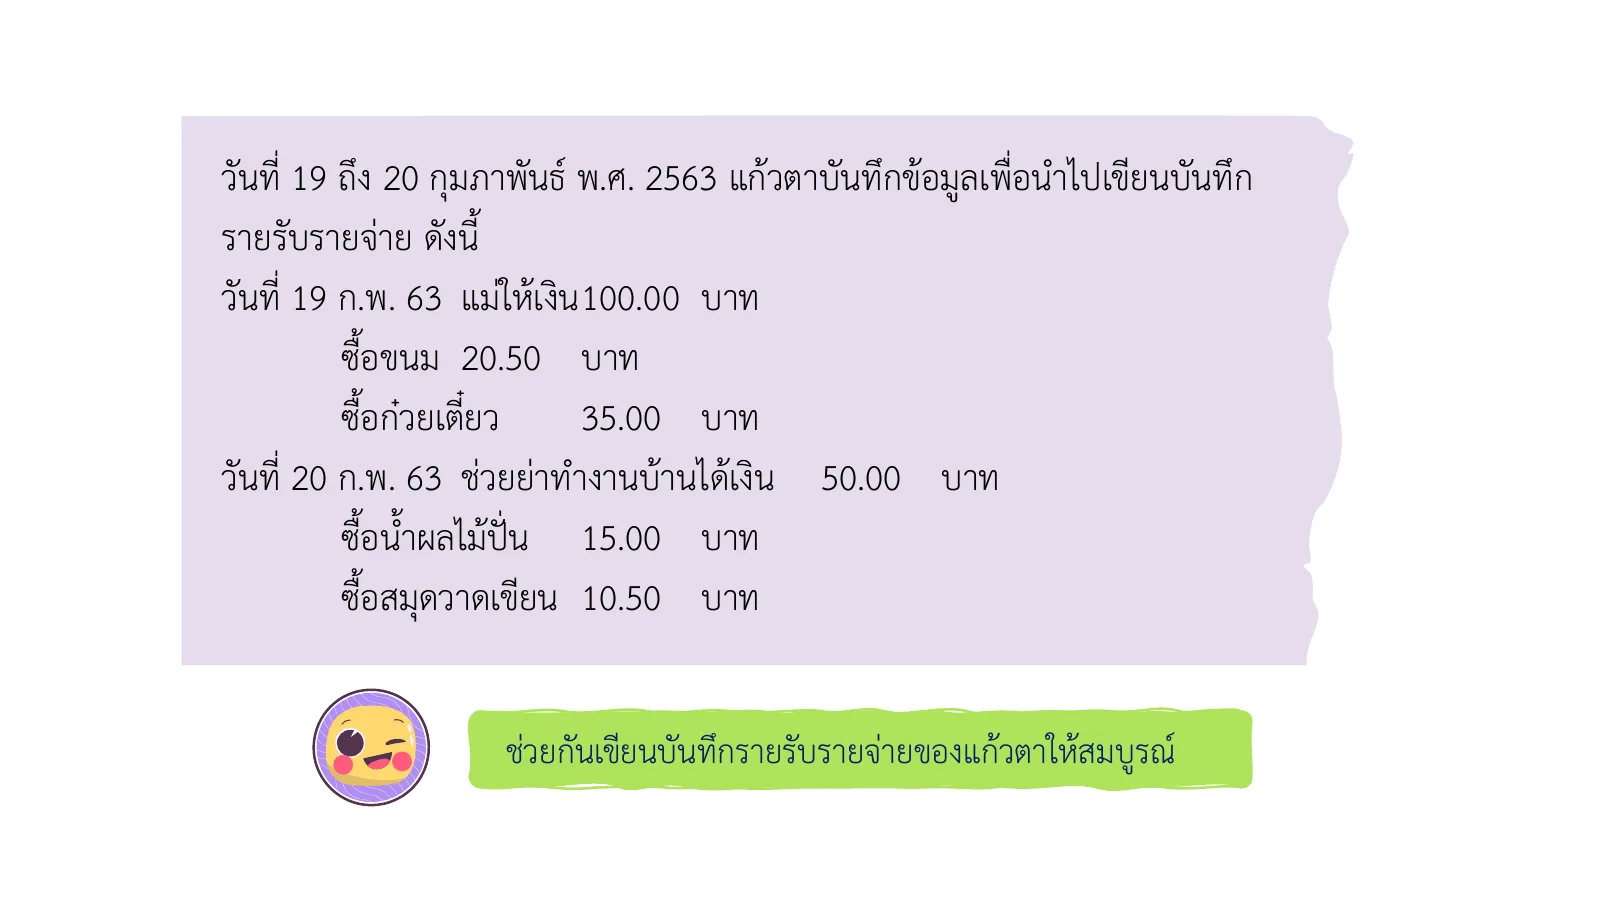 วันที่ 19 ถึง 20 กุมภาพันธ์ พ.ศ. 2563 แก้วตาบันทึกข้อมูลเพื่อนำไปเขียนบันทึก
รายรับรายจ่าย ดังนี้
วันที่ 19 ก.พ. 63 แม่ให้เงิน100.00 บาท
ซื้อขนม 20.50 บาท
ซื้อก๋วยเตี๋ยว 35.00 บาท
วันที่ 20 ก.พ. 63 ช่วยย่าทำงานบ้านได้เงิน 50.00 บาท
ซื้อน้ำผลไม้ปั่น 15.00 บาท
ซื้อสมุดวาดเขียน 10.50 บาท
ช่วยกันเขียนบันทึกรายรับรายจ่ายของแก้วตาให้สมบูรณ์